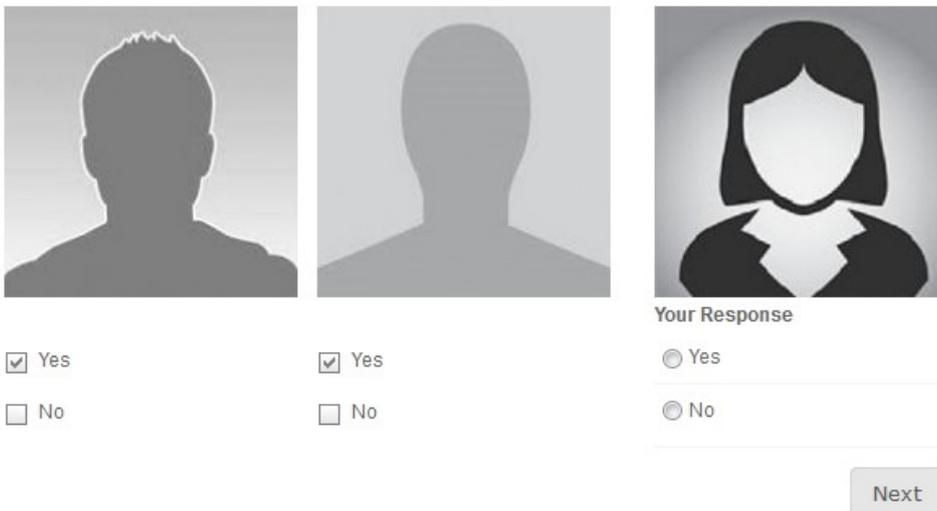 Your Response
Yes
Yes
Yes
No
No
No
Next